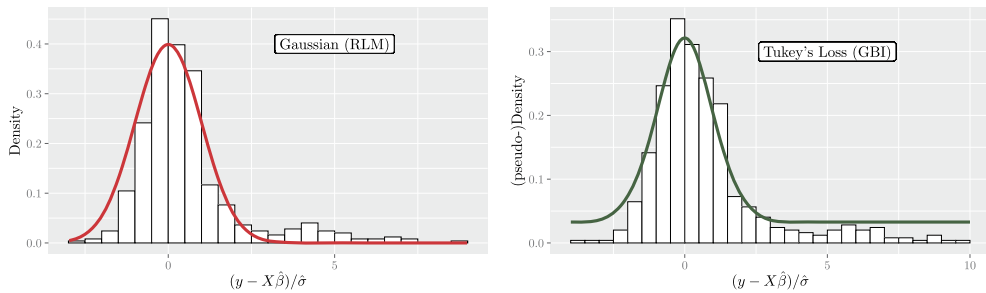 Gaussian (RLM)
Density
0.4
0.3
0.2
0.1
0.0
0
5
(y − Xβ̂)/σ̂
Tukey's Loss (GBI)
(pseudo-)Density
0.3
0.2
0.1
0.0
0
5
10
(y − Xβ̂)/σ̂